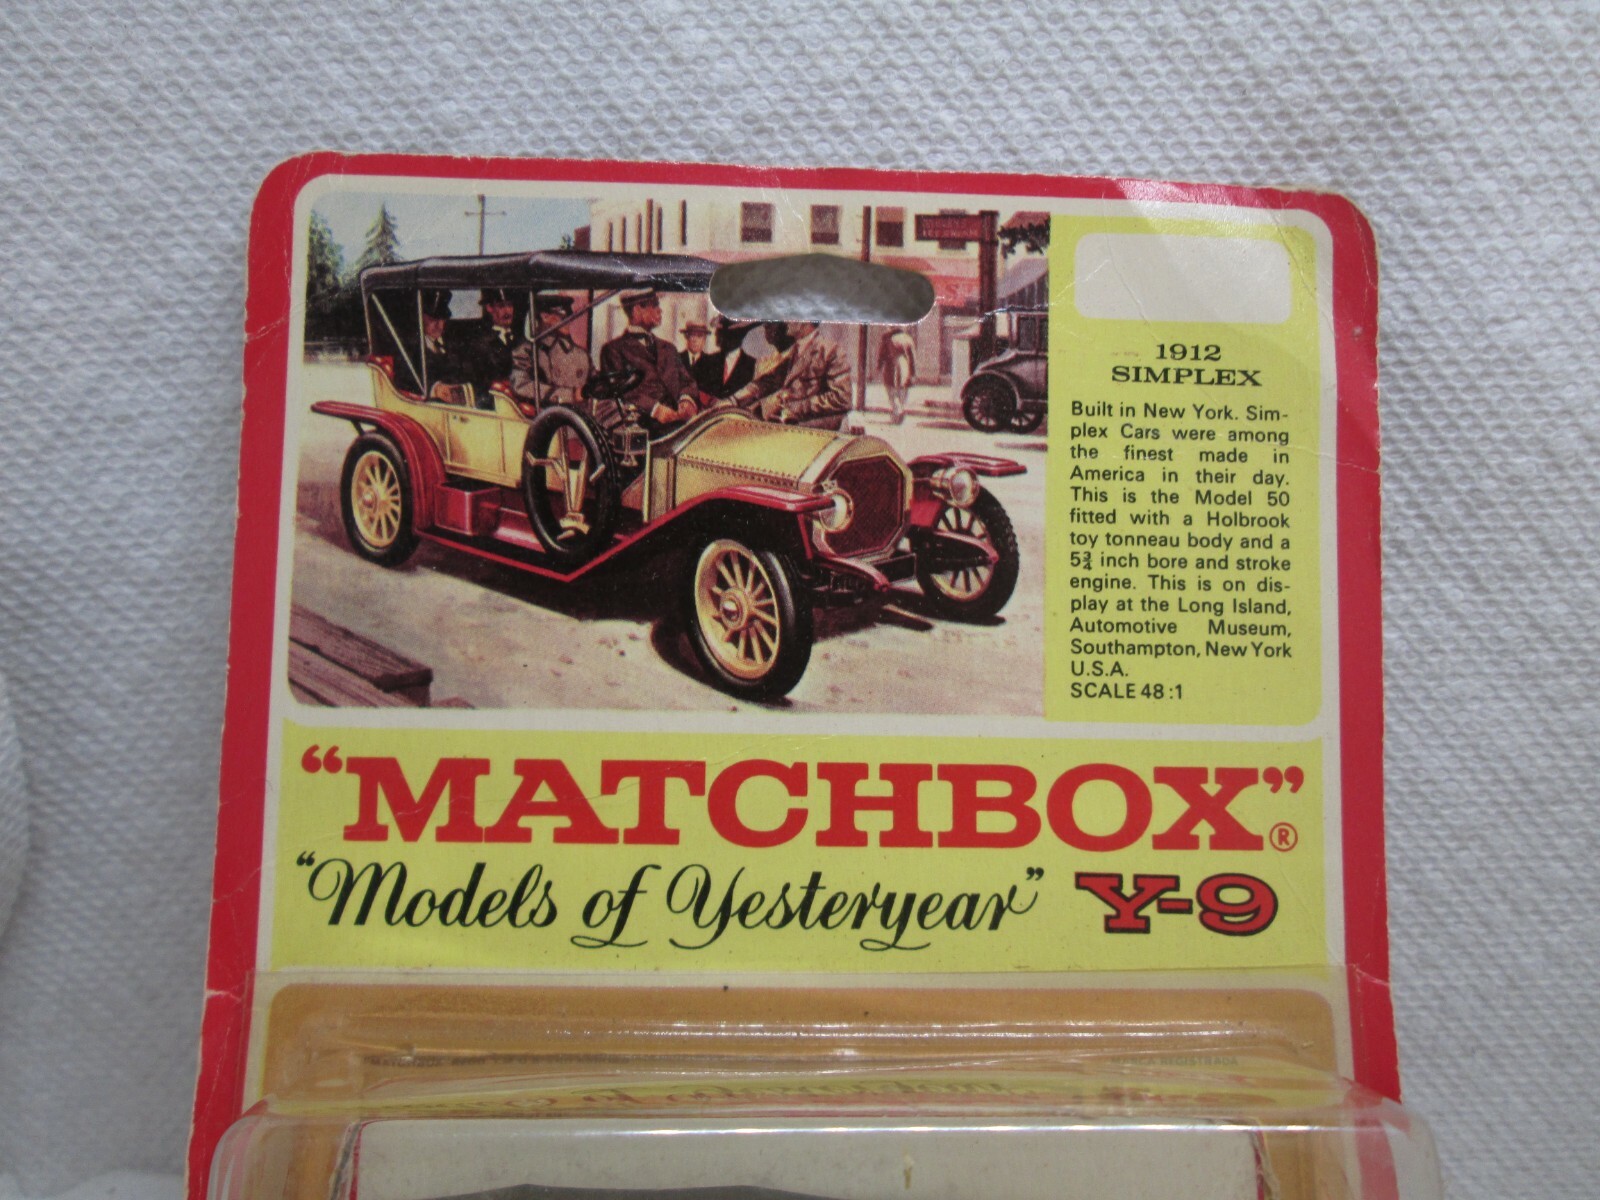 1912
SIMPLEX
Built in New York. Sim-
plex Cars were among
the finest made in
America in their day.
This is the Model 50
fitted with a Holbrook
toy tonneau body and a
5¾ inch bore and stroke
engine. This is on dis-
play at the Long Island,
Automotive Museum,
Southampton, New York
U.S.A.
SCALE 48:1
“MATCHBOX”®
“Models of Yesteryear” Y-9